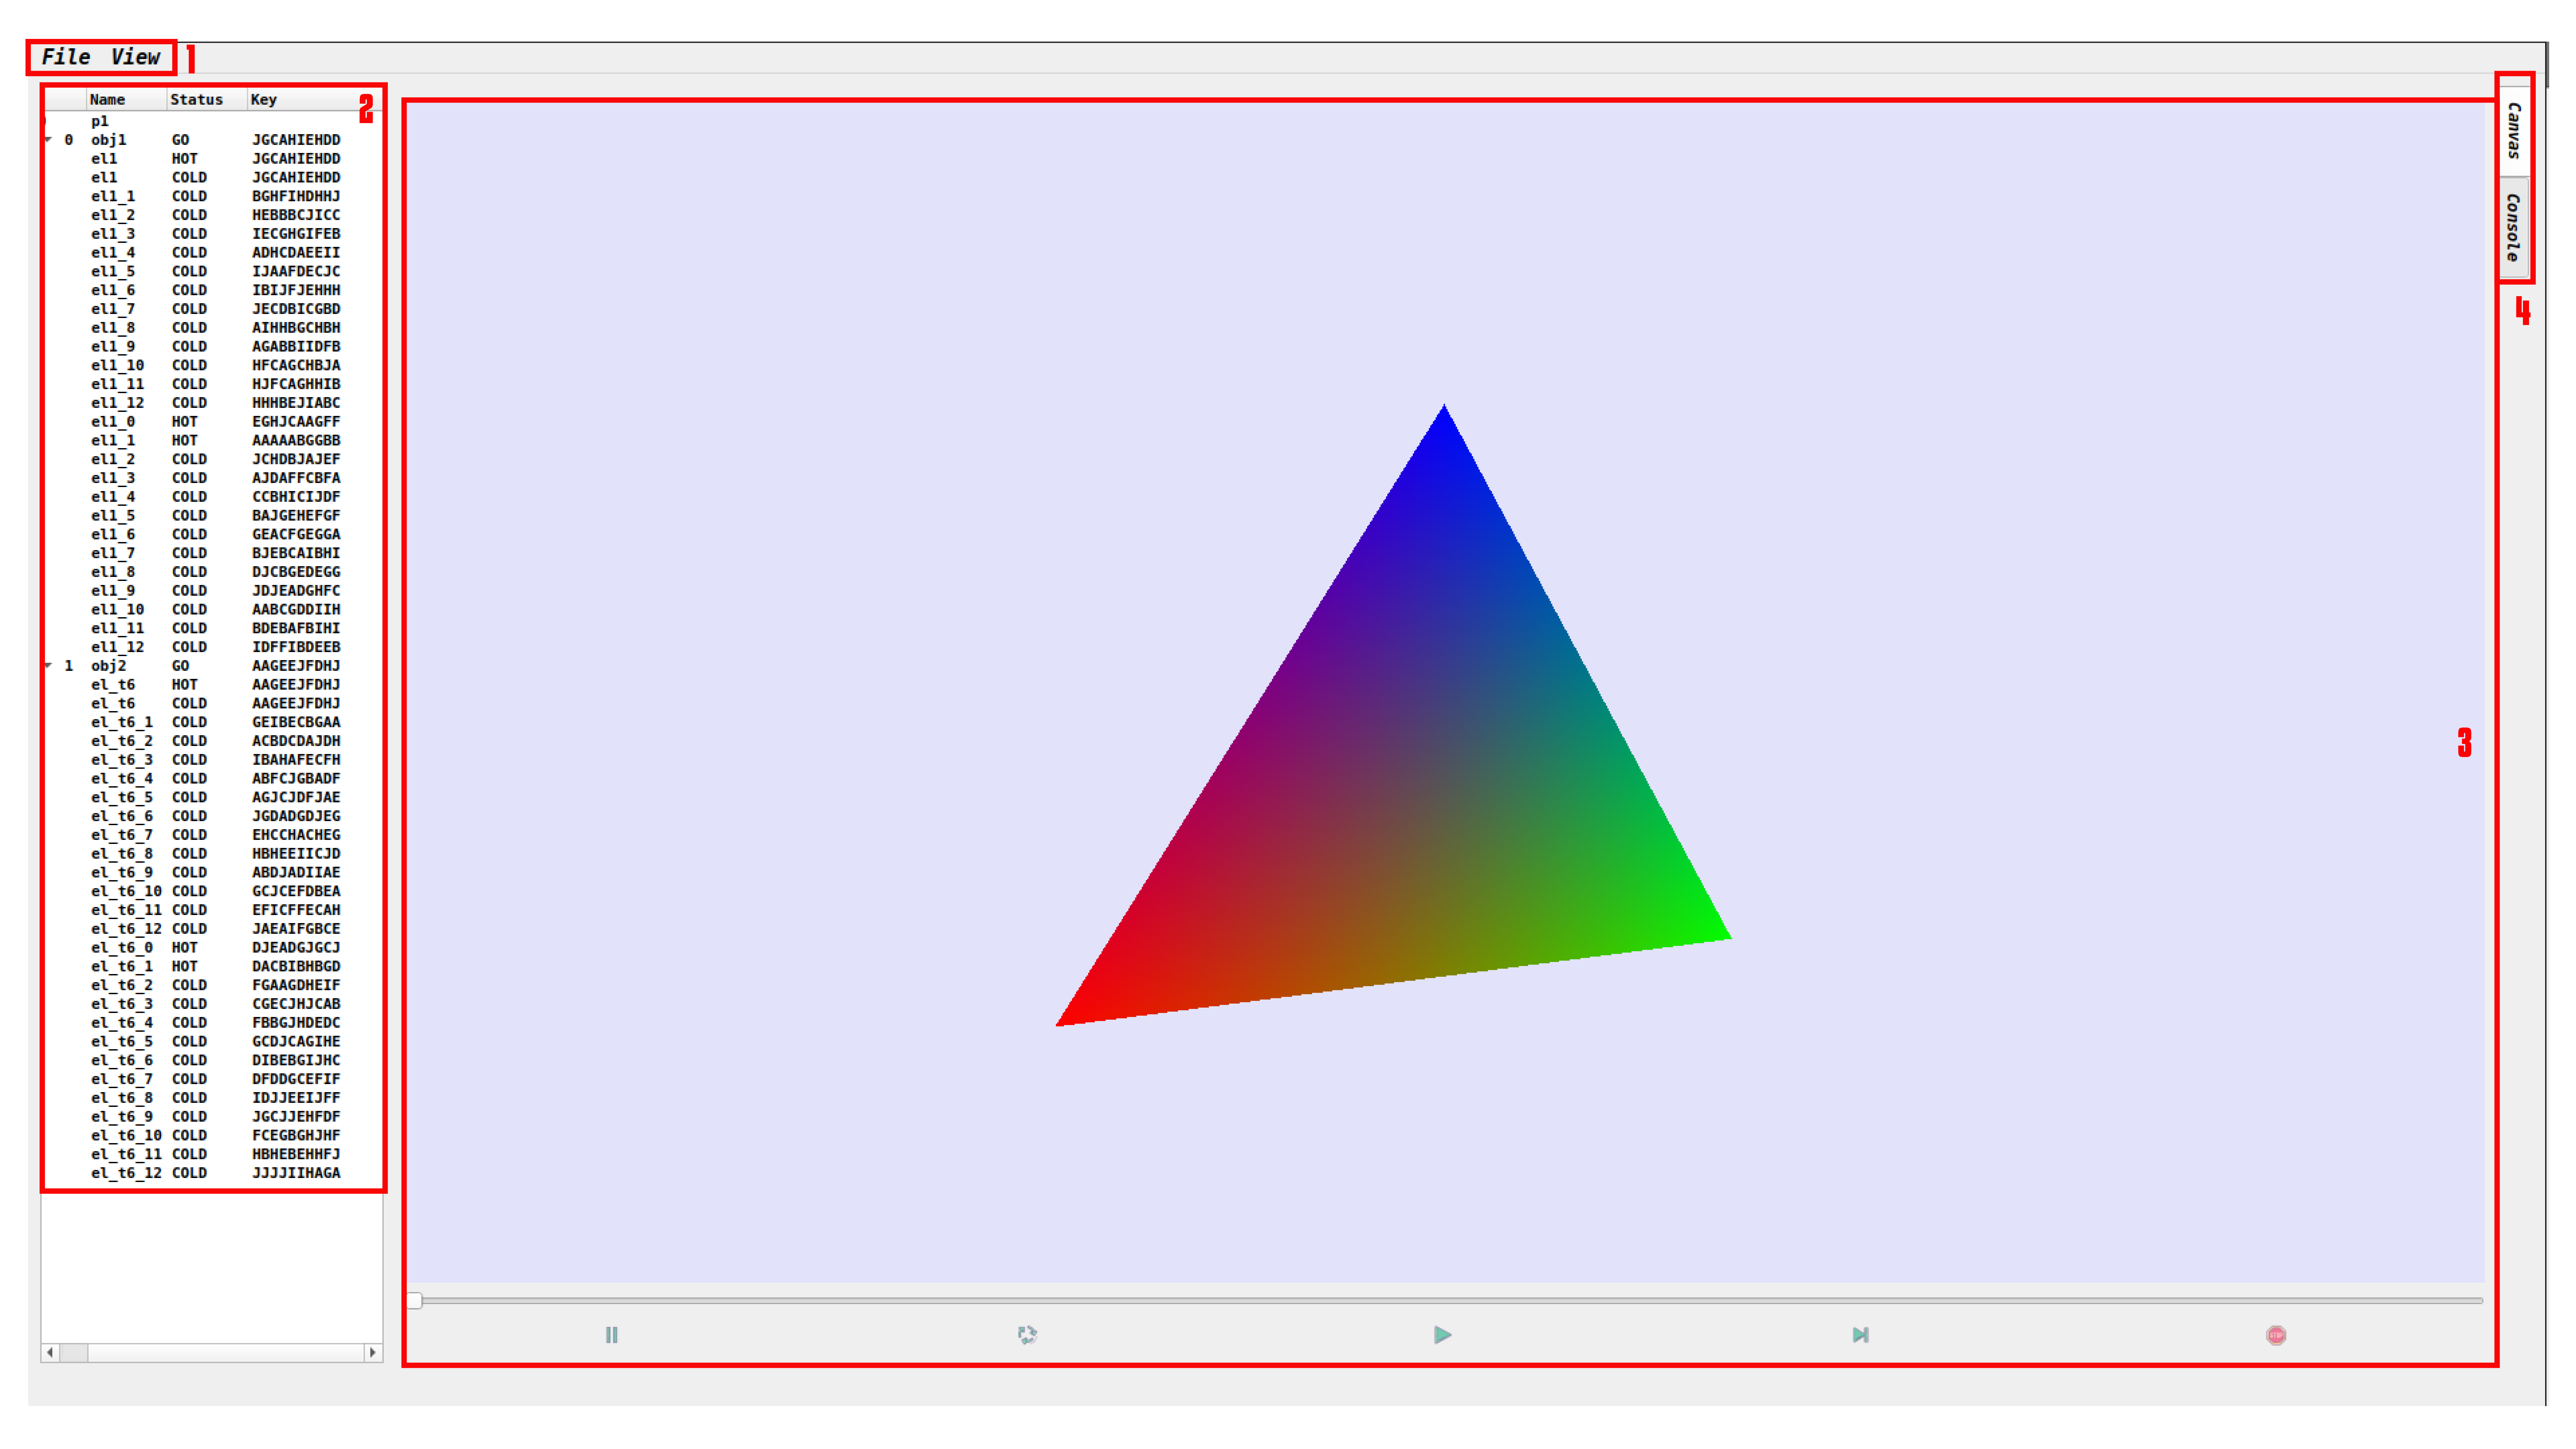 File View 1
Name Status Key 2
p1
0 obj1 GO JGCAHIEHDD
el1 HOT JGCAHIEHDD
el1 COLD JGCAHIEHDD
el1_1 COLD BGHFIHDHHJ
el1_2 COLD HEBBBCJICC
el1_3 COLD IECGHGIFEB
el1_4 COLD ADHCDAEEII
el1_5 COLD IJAAFDECJC
el1_6 COLD IBIJFJEHHH
el1_7 COLD JECDBICGBD
el1_8 COLD AIHHBGCHBH
el1_9 COLD AGABBIIDFB
el1_10 COLD HFCAGCHBJA
el1_11 COLD HJFCAGHHIB
el1_12 COLD HHHBEJIABC
el1_0 HOT EGHJCAAGFF
el1_1 HOT AAAAABGGBB
el1_2 COLD JCHDBJAJEF
el1_3 COLD AJDAFFCBFA
el1_4 COLD CCBHICIJDF
el1_5 COLD BAJGEHEFGF
el1_6 COLD GEACFGEGGA
el1_7 COLD BJEBCAIBHI
el1_8 COLD DJCBGEDEGG
el1_9 COLD JDJEADGHFC
el1_10 COLD AABCGDDIIH
el1_11 COLD BDEBAFBIHI
el1_12 COLD IDFFIBDEEB
1 obj2 GO AAGEEJFDHJ
el_t6 HOT AAGEEJFDHJ
el_t6 COLD AAGEEJFDHJ
el_t6_1 COLD GEIBECBGAA
el_t6_2 COLD ACBDCDAJDH
el_t6_3 COLD IBAHAFECFH
el_t6_4 COLD ABFCJGBADF
el_t6_5 COLD AGJCJDFJAE
el_t6_6 COLD JGDADGDJEG
el_t6_7 COLD EHCCHACHEG
el_t6_8 COLD HBHEEIICJD
el_t6_9 COLD ABDJADIIAE
el_t6_10 COLD GCJCEFDBEA
el_t6_11 COLD EFICFFECAH
el_t6_12 COLD JAEAIFGBCE
el_t6_0 HOT DJEADGJGCJ
el_t6_1 HOT DACBIBHBGD
el_t6_2 COLD FGAAGDHEIF
el_t6_3 COLD CGECJHJCAB
el_t6_4 COLD FBBGJHDEDC
el_t6_5 COLD GCDJCAGIHE
el_t6_6 COLD DIBEBGIJHC
el_t6_7 COLD DFDDGCEFIF
el_t6_8 COLD IDJJEEIJFF
el_t6_9 COLD JGCJJEHFDF
el_t6_10 COLD FCEGBGHJHF
el_t6_11 COLD HBHEBEHHFJ
el_t6_12 COLD JJJJIIHAGA
3
STOP
Canvas
Console
4